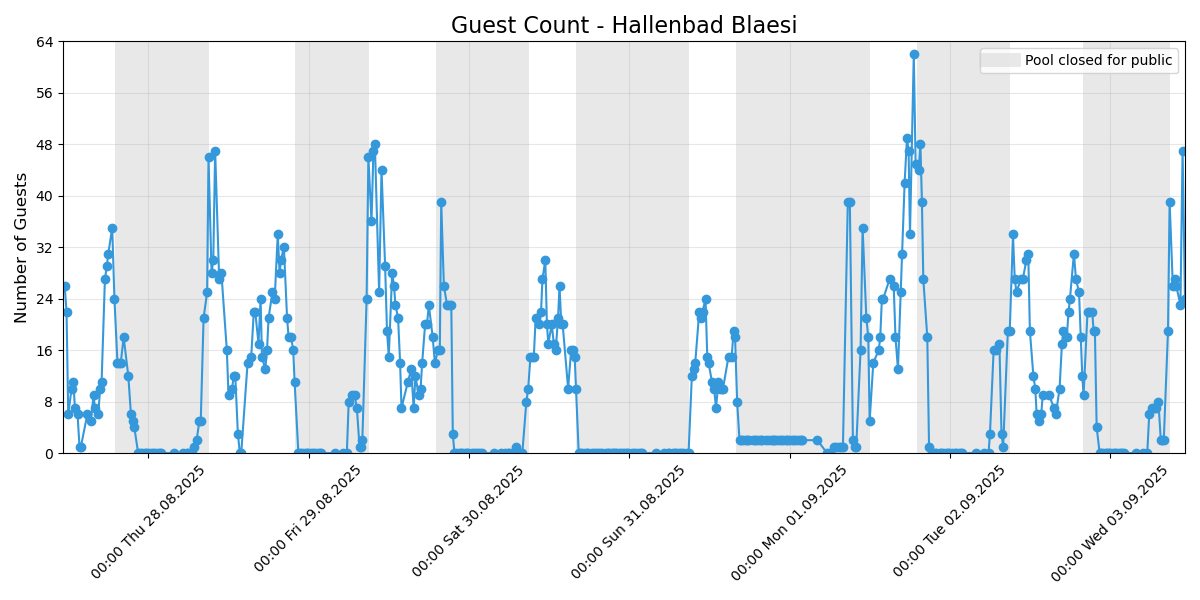 Guest Count - Hallenbad Blaesi
Pool closed for public
Number of Guests
64
56
48
40
32
24
16
8
0
00:00 Thu 28.08.2025
00:00 Fri 29.08.2025
00:00 Sat 30.08.2025
00:00 Sun 31.08.2025
00:00 Mon 01.09.2025
00:00 Tue 02.09.2025
00:00 Wed 03.09.2025